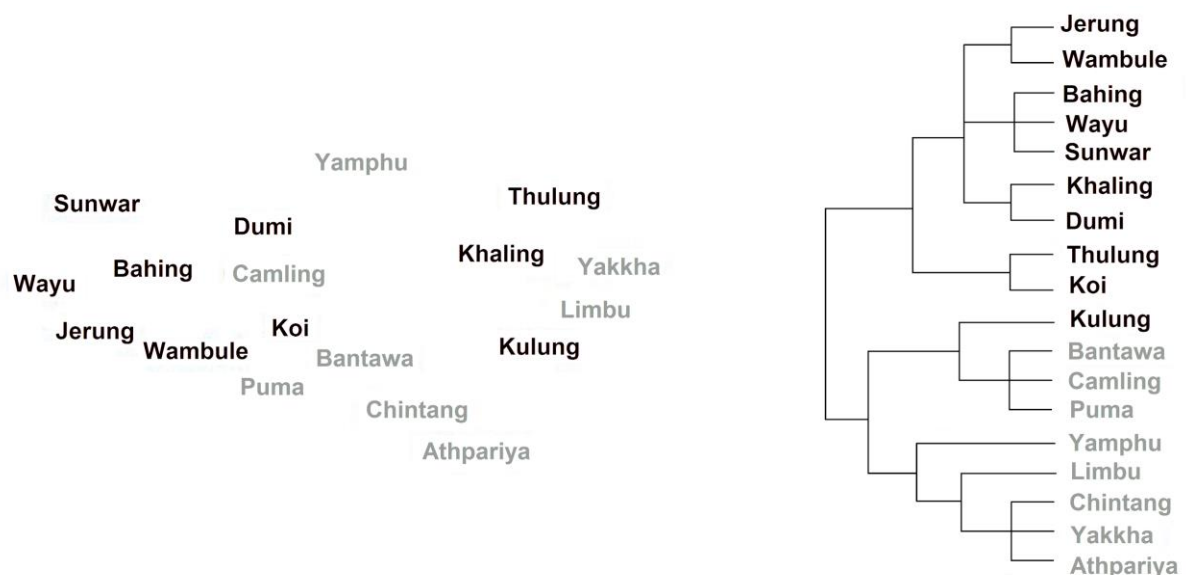 Yamphu
Sunwar
Thulung
Dumi
Khaling
Yakkha
Bahing
Camling
Wayu
Limbu
Jerung
Koi
Wambule
Kulung
Bantawa
Puma
Chintang
Athpariya
Jerung
Wambule
Bahing
Wayu
Sunwar
Khaling
Dumi
Thulung
Koi
Kulung
Bantawa
Camling
Puma
Yamphu
Limbu
Chintang
Yakkha
Athpariya